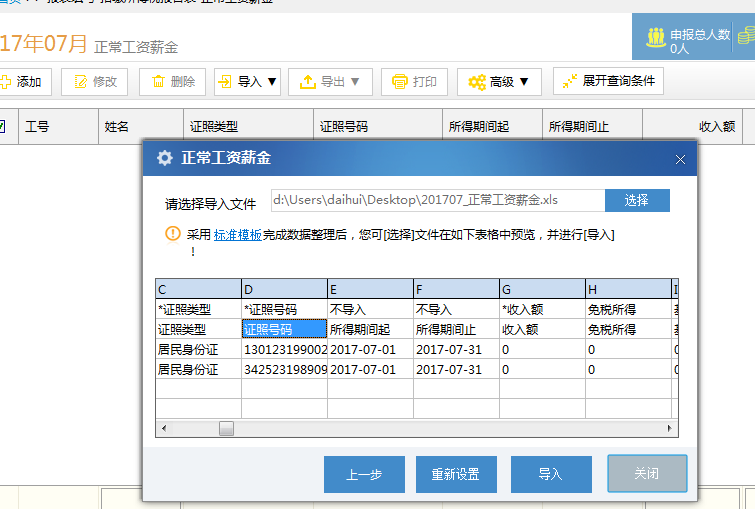 17年07月 正常工资薪金
申报总人数
0人
添加 修改 删除 导入 导出 打印 高级 展开查询条件
工号 姓名 证照类型 证照号码 所得期间起 所得期间止 收入额
正常工资薪金
请选择导入文件 d:\Users\daihui\Desktop\201707_正常工资薪金.xls 选择
采用 标准模板完成数据整理后，您可[选择]文件在如下表格中预览，并进行[导入]
！
C D E F G H I
*证照类型 *证照号码 不导入 不导入 *收入额 免税所得
证照类型 证照号码 所得期间起 所得期间止 收入额 免税所得
居民身份证 130123199002 2017-07-01 2017-07-31 0 0
居民身份证 342523198909 2017-07-01 2017-07-31 0 0
上一步 重新设置 导入 关闭